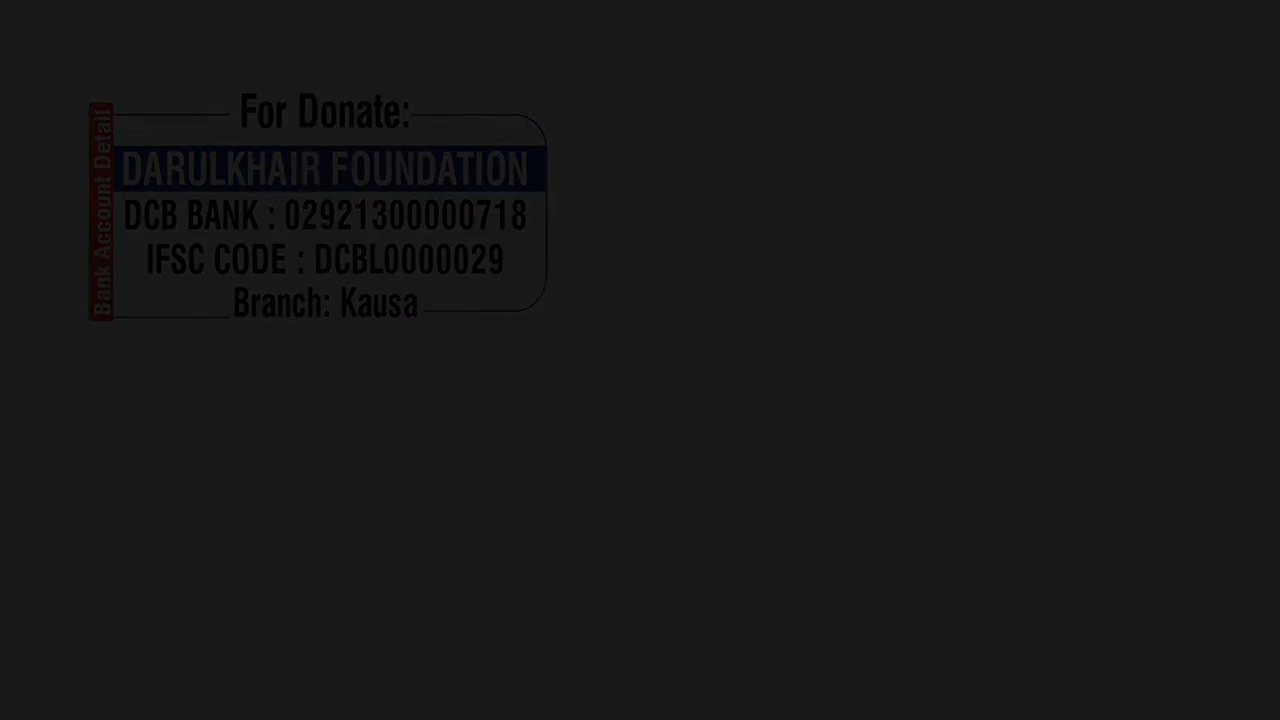 For Donate:
Bank Account Detail
DARULKHAIR FOUNDATION
DCB BANK : 02921300000718
IFSC CODE : DCBL0000029
Branch: Kausa